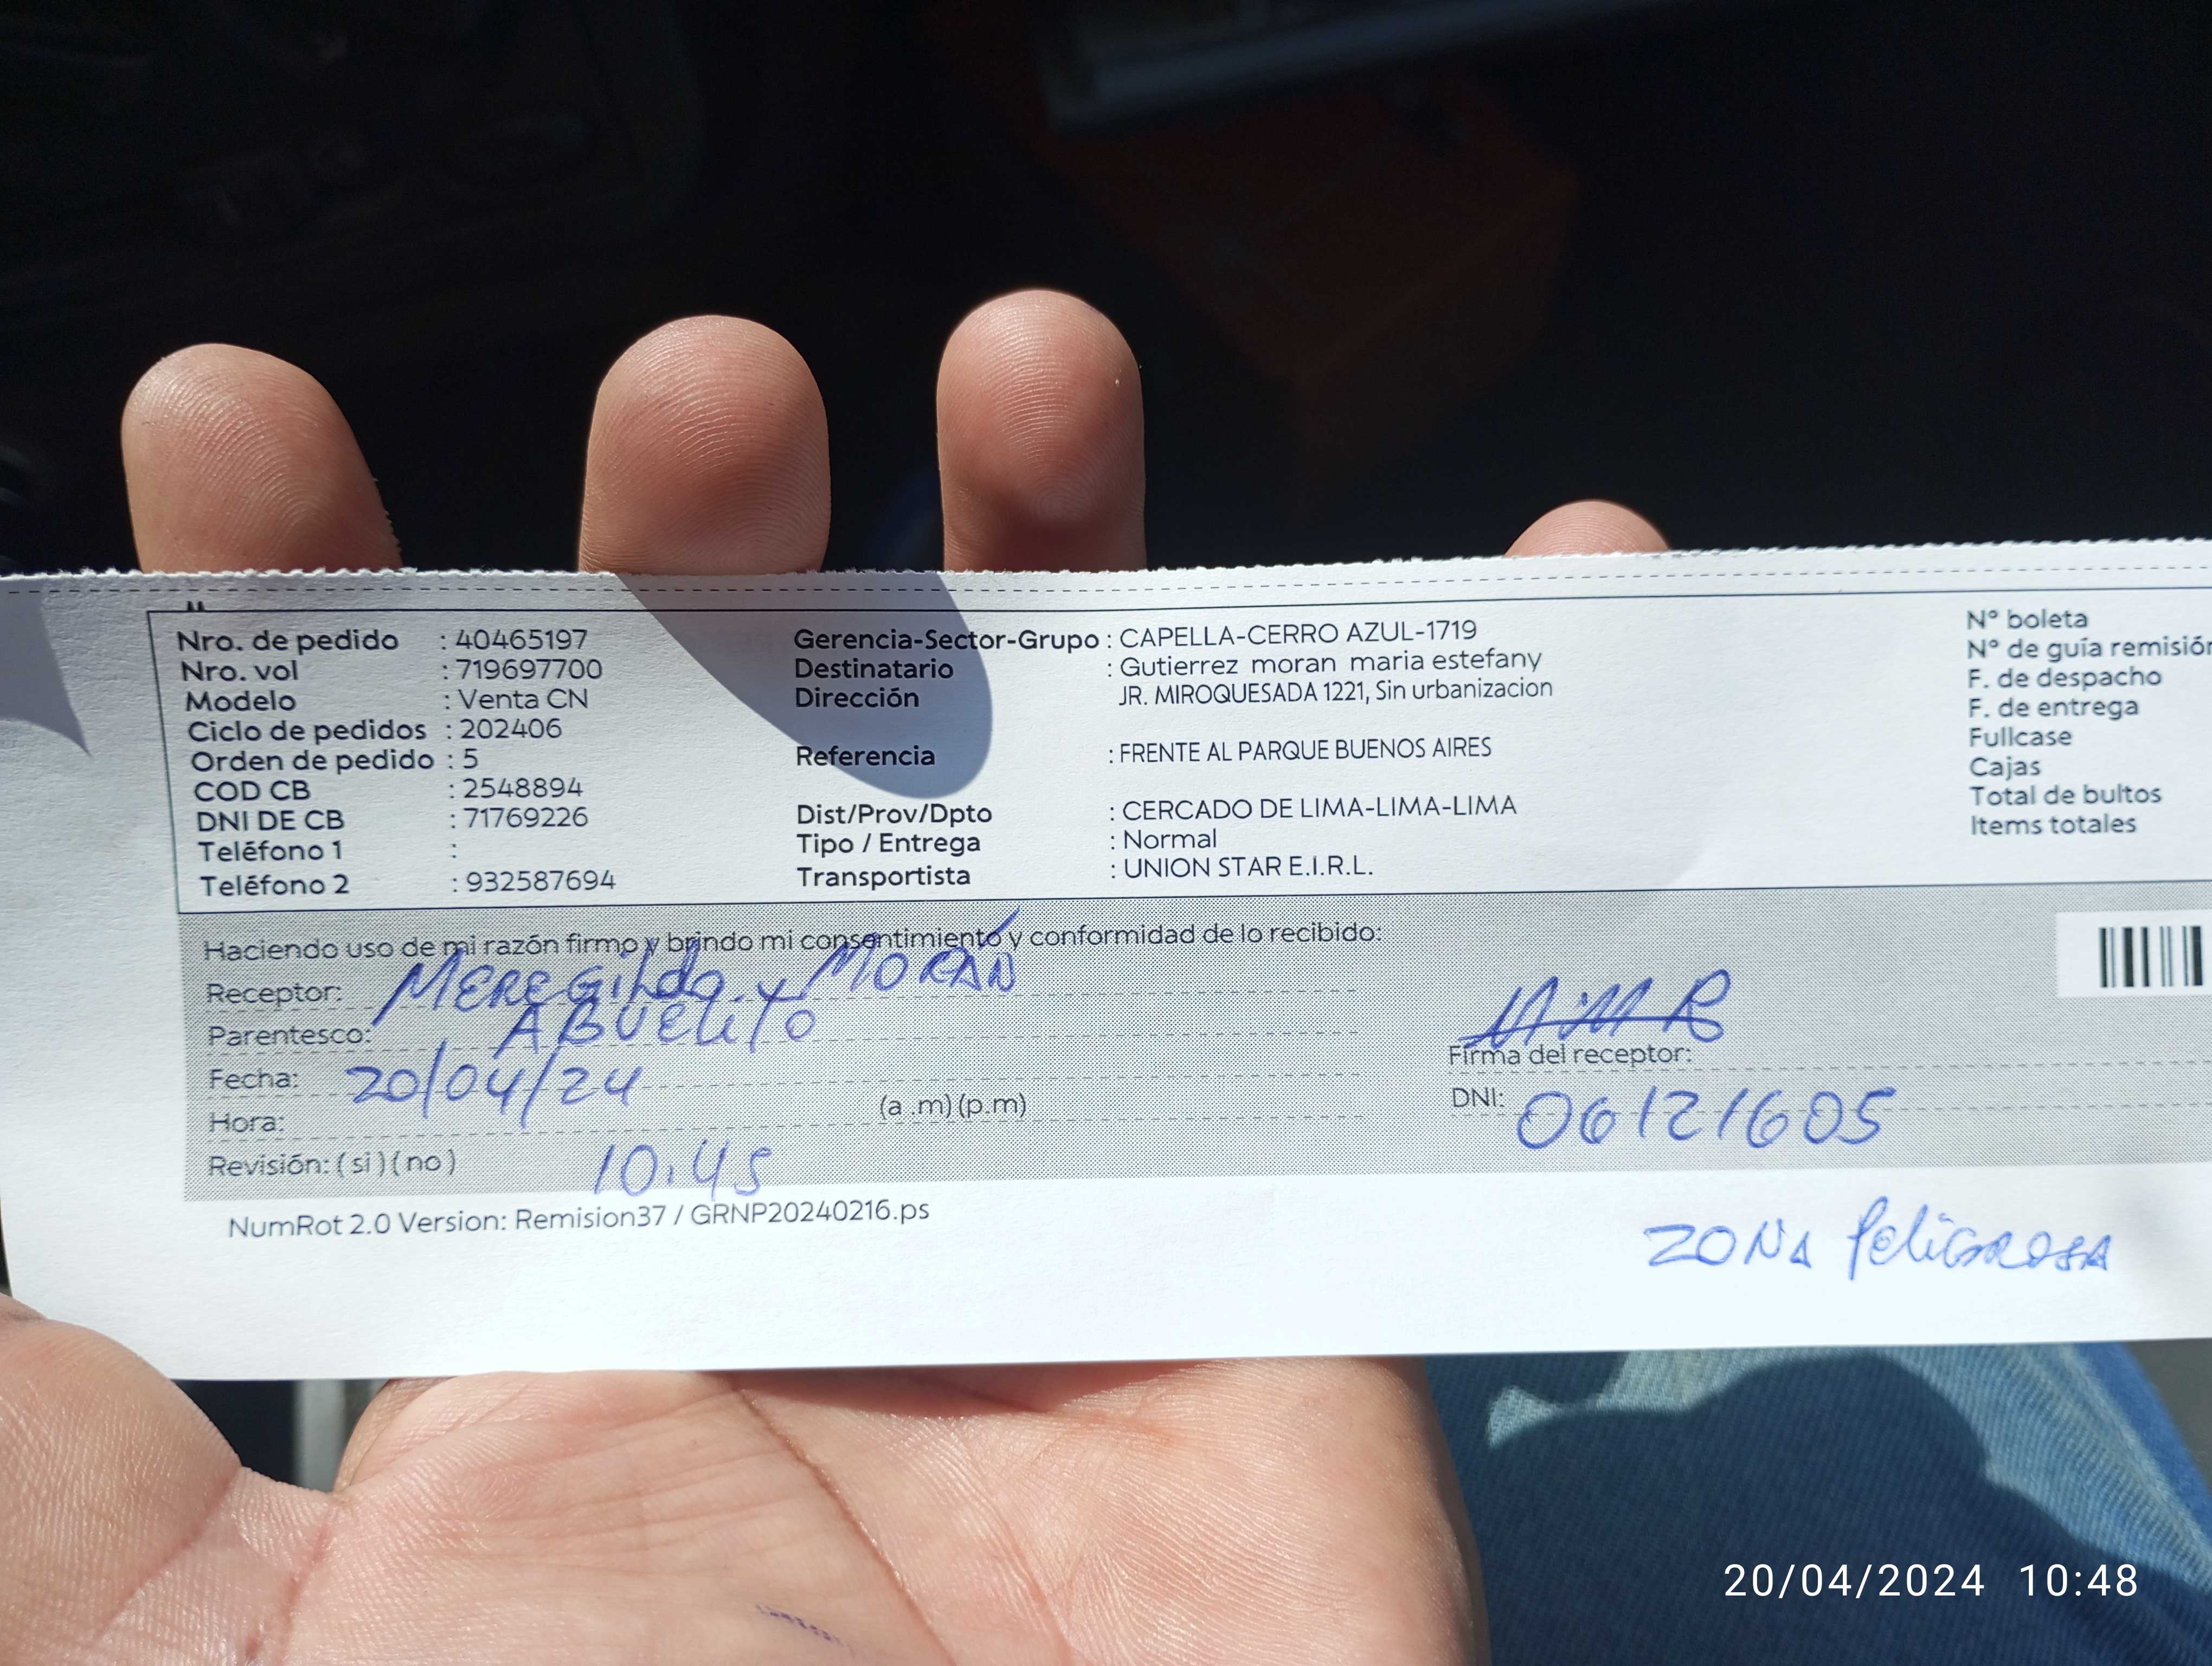 Nro. de pedido : 40465197
Nro. vol : 719697700
Modelo : Venta CN
Ciclo de pedidos : 202406
Orden de pedido : 5
COD CB : 2548894
DNI DE CB : 71769226
Teléfono 1 :
Teléfono 2 : 932587694
Gerencia-Sector-Grupo : CAPELLA-CERRO AZUL-1719
Destinatario : Gutierrez moran maria estefany
Dirección JR. MIROQUESADA 1221, Sin urbanizacion
Referencia : FRENTE AL PARQUE BUENOS AIRES
Dist/Prov/Dpto : CERCADO DE LIMA-LIMA-LIMA
Tipo / Entrega : Normal
Transportista : UNION STAR E.I.R.L.
N° boleta
N° de guía remisión
F. de despacho
F. de entrega
Fullcase
Cajas
Total de bultos
Items totales
Haciendo uso de mi razón firmo y brindo mi consentimiento y conformidad de lo recibido:
Receptor: MEREGildo y MORÁN
Parentesco: ABUElito
Fecha: 20/04/24
Hora: (a .m) (p.m)
Revisión: ( si ) ( no ) 10:45
Firma del receptor:
DNI: 06121605
NumRot 2.0 Version: Remision37 / GRNP20240216.ps
ZONA PeliGROSA
20/04/2024 10:48